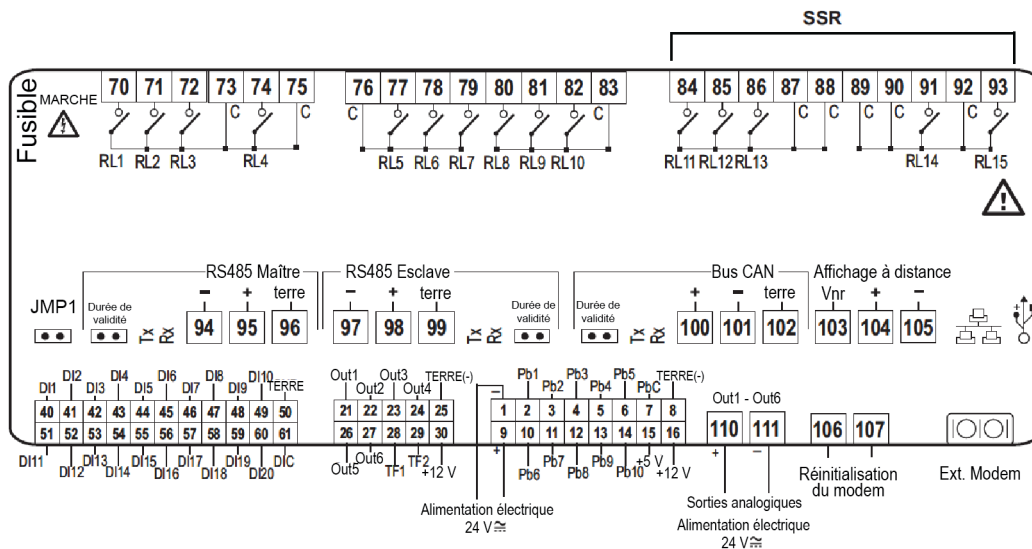 SSR
70 71 72 73 74 75 76 77 78 79 80 81 82 83 84 85 86 87 88 89 90 91 92 93
Fusible
MARCHE
C C C C C C C C C
RL1 RL2 RL3 RL4 RL5 RL6 RL7 RL8 RL9 RL10 RL11 RL12 RL13 RL14 RL15
RS485 Maître RS485 Esclave Bus CAN Affichage à distance
JMP1
Durée de
validité
− + terre
Tx
Rx
94 95 96
− + terre
97 98 99
Tx
Rx
Durée de
validité
Durée de
validité
Tx
Rx
+ − terre
100 101 102
Vnr + −
103 104 105
DI1 DI2 DI3 DI4 DI5 DI6 DI7 DI8 DI9 DI10 TERRE
40 41 42 43 44 45 46 47 48 49 50
51 52 53 54 55 56 57 58 59 60 61
DI11 DI12 DI13 DI14 DI15 DI16 DI17 DI18 DI19 DI20 DIC
Out1 Out2 Out3 Out4 TERRE(-)
21 22 23 24 25
26 27 28 29 30
Out5 Out6 TF1 TF2 +12 V
− Pb1 Pb2 Pb3 Pb4 Pb5 PbC TERRE(-)
1 2 3 4 5 6 7 8
9 10 11 12 13 14 15 16
+ Pb6 Pb7 Pb8 Pb9 Pb10 +5 V +12 V
Alimentation électrique
24 V≂
Out1 - Out6
110 111
+ −
Sorties analogiques
Alimentation électrique
24 V≂
106 107
Réinitialisation
du modem
Ext. Modem